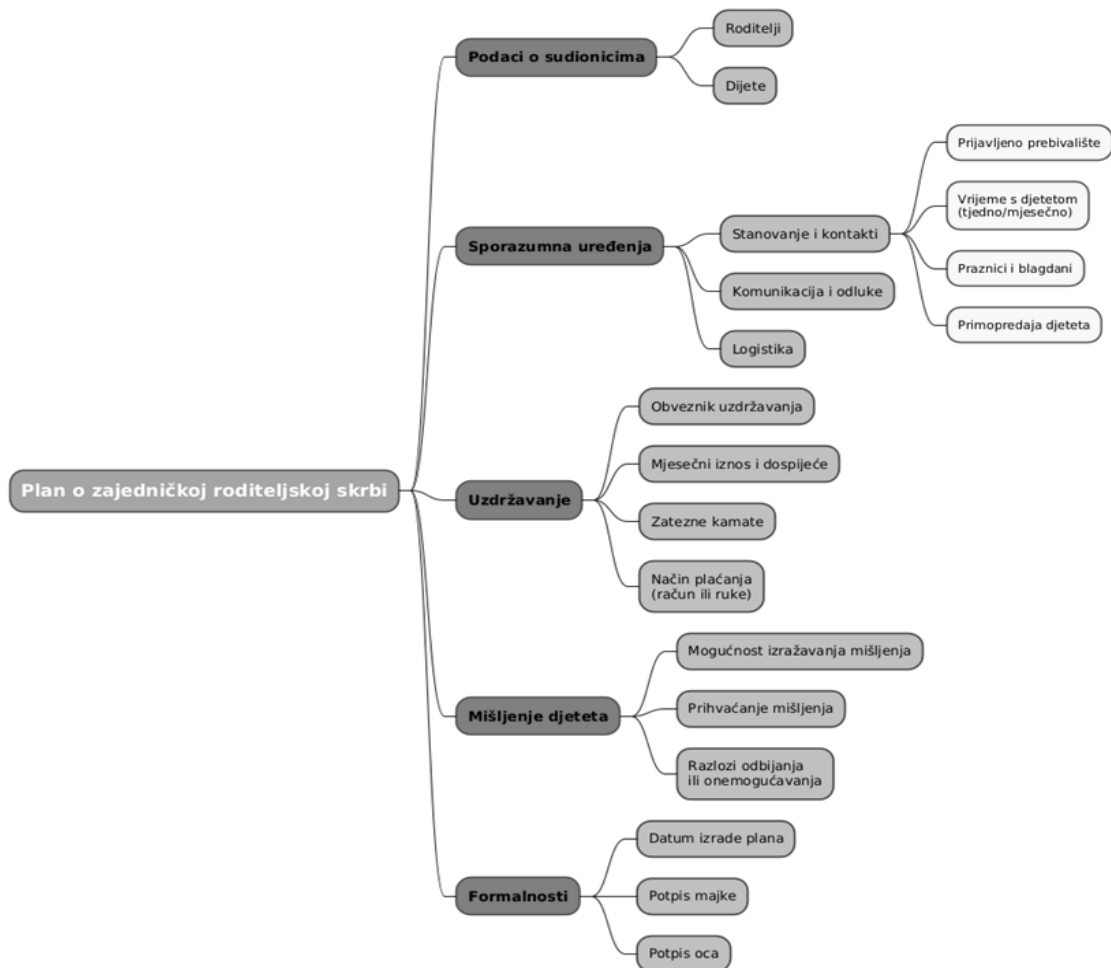 Plan o zajedničkoj roditeljskoj skrbi
Podaci o sudionicima
Roditelji
Dijete
Sporazumna uređenja
Stanovanje i kontakti
Prijavljeno prebivalište
Vrijeme s djetetom
(tjedno/mjesečno)
Praznici i blagdani
Primopredaja djeteta
Komunikacija i odluke
Logistika
Uzdržavanje
Obveznik uzdržavanja
Mjesečni iznos i dospijeće
Zatezne kamate
Način plaćanja
(račun ili ruke)
Mišljenje djeteta
Mogućnost izražavanja mišljenja
Prihvaćanje mišljenja
Razlozi odbijanja
ili onemogućavanja
Formalnosti
Datum izrade plana
Potpis majke
Potpis oca